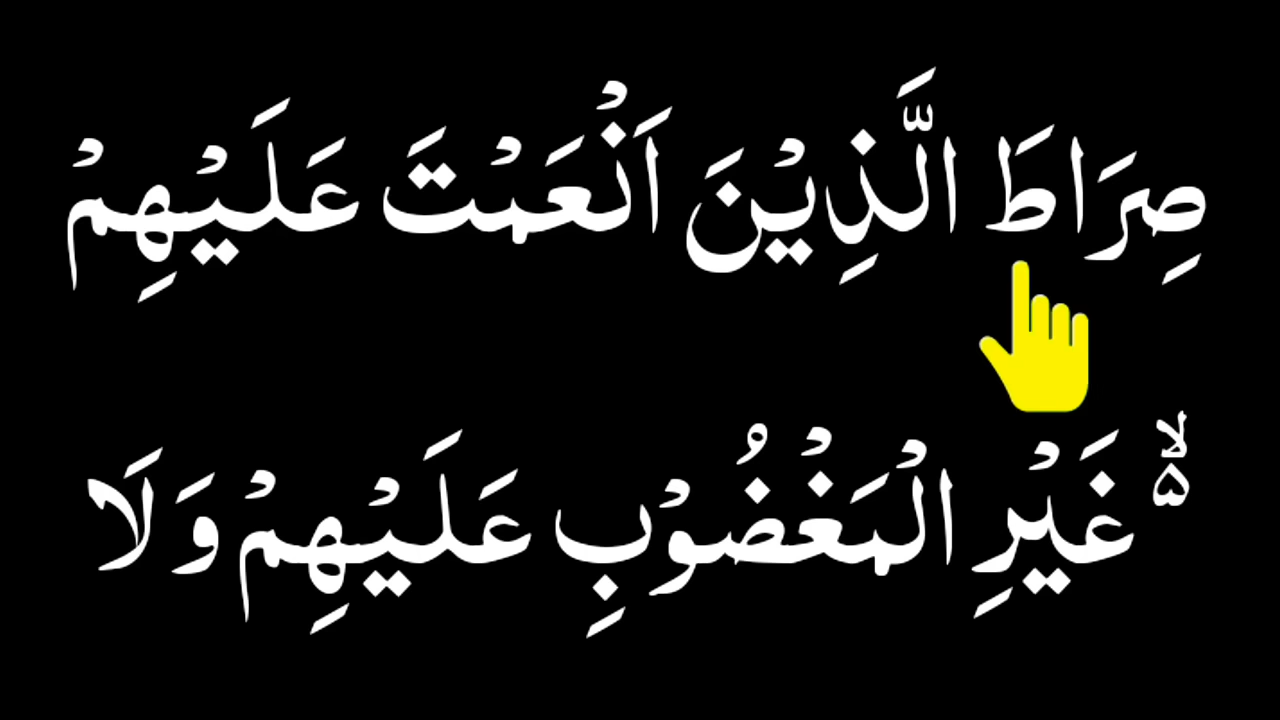 صِرَاطَ الَّذِيْنَ اَنْعَمْتَ عَلَيْهِمْ
ۙ۵ غَيْرِ الْمَغْضُوْبِ عَلَيْهِمْ وَلَا